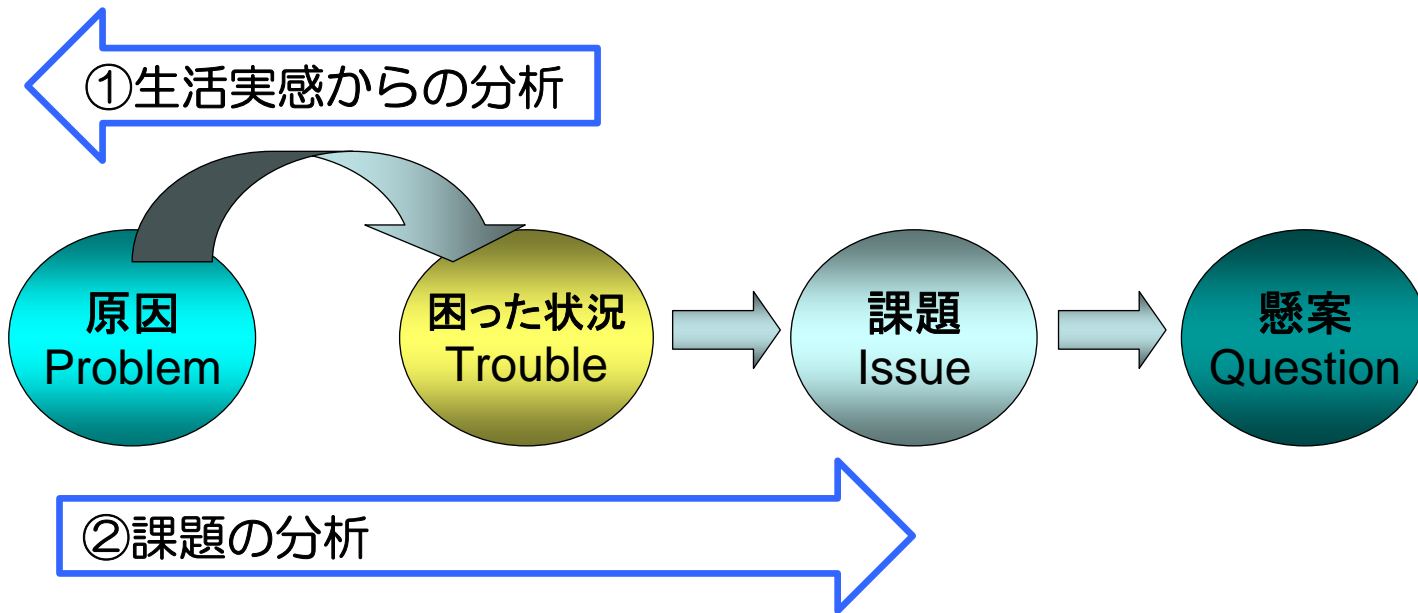 ①生活実感からの分析
原因
Problem
困った状況
Trouble
課題
Issue
懸案
Question
②課題の分析